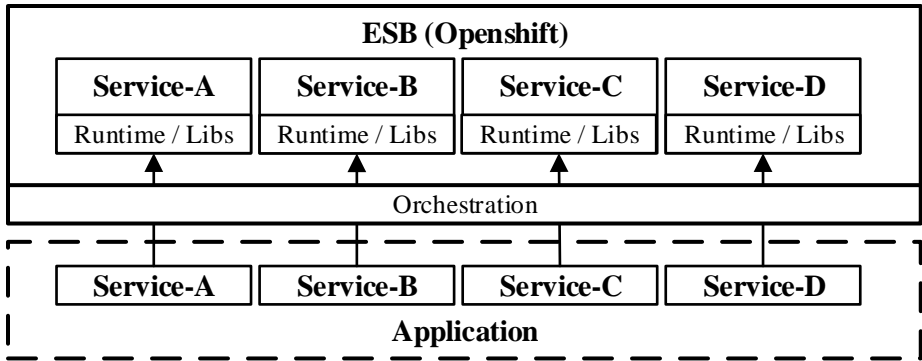 ESB (Openshift)
Service-A Service-B Service-C Service-D
Runtime / Libs Runtime / Libs Runtime / Libs Runtime / Libs
Orchestration
Service-A Service-B Service-C Service-D
Application